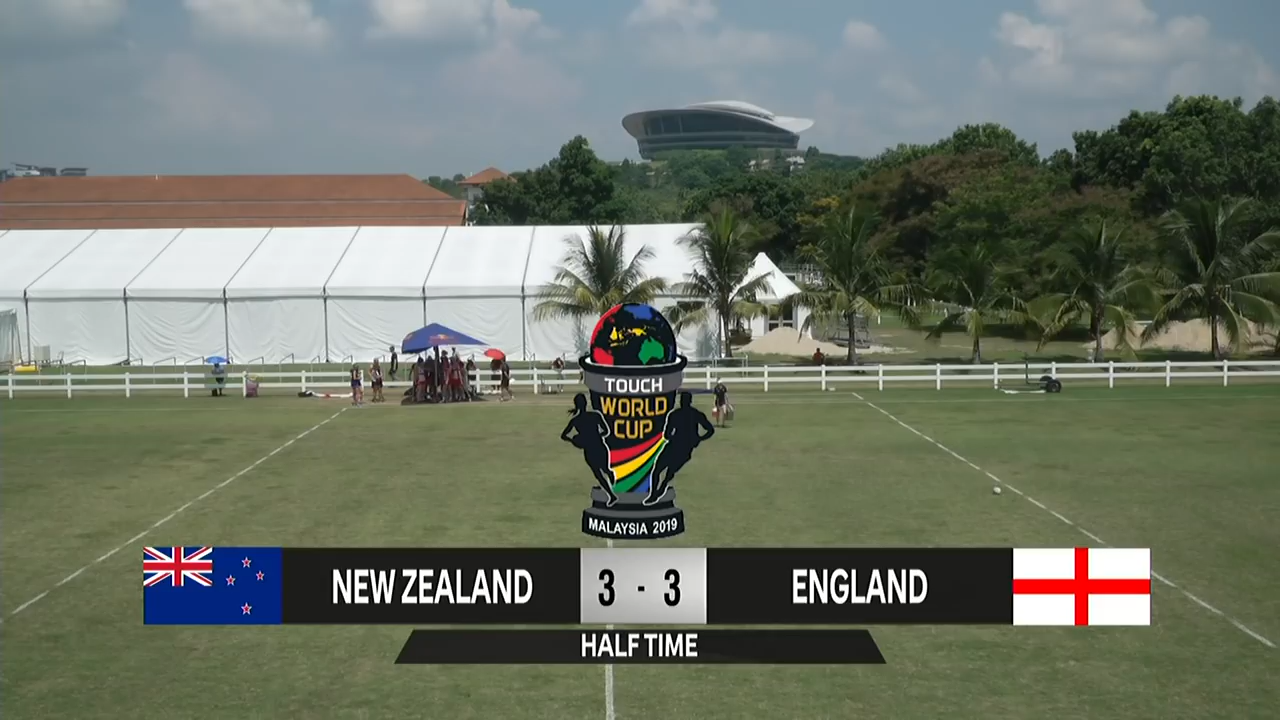 TOUCH
WORLD
CUP
MALAYSIA 2019
NEW ZEALAND 3 - 3 ENGLAND
HALF TIME